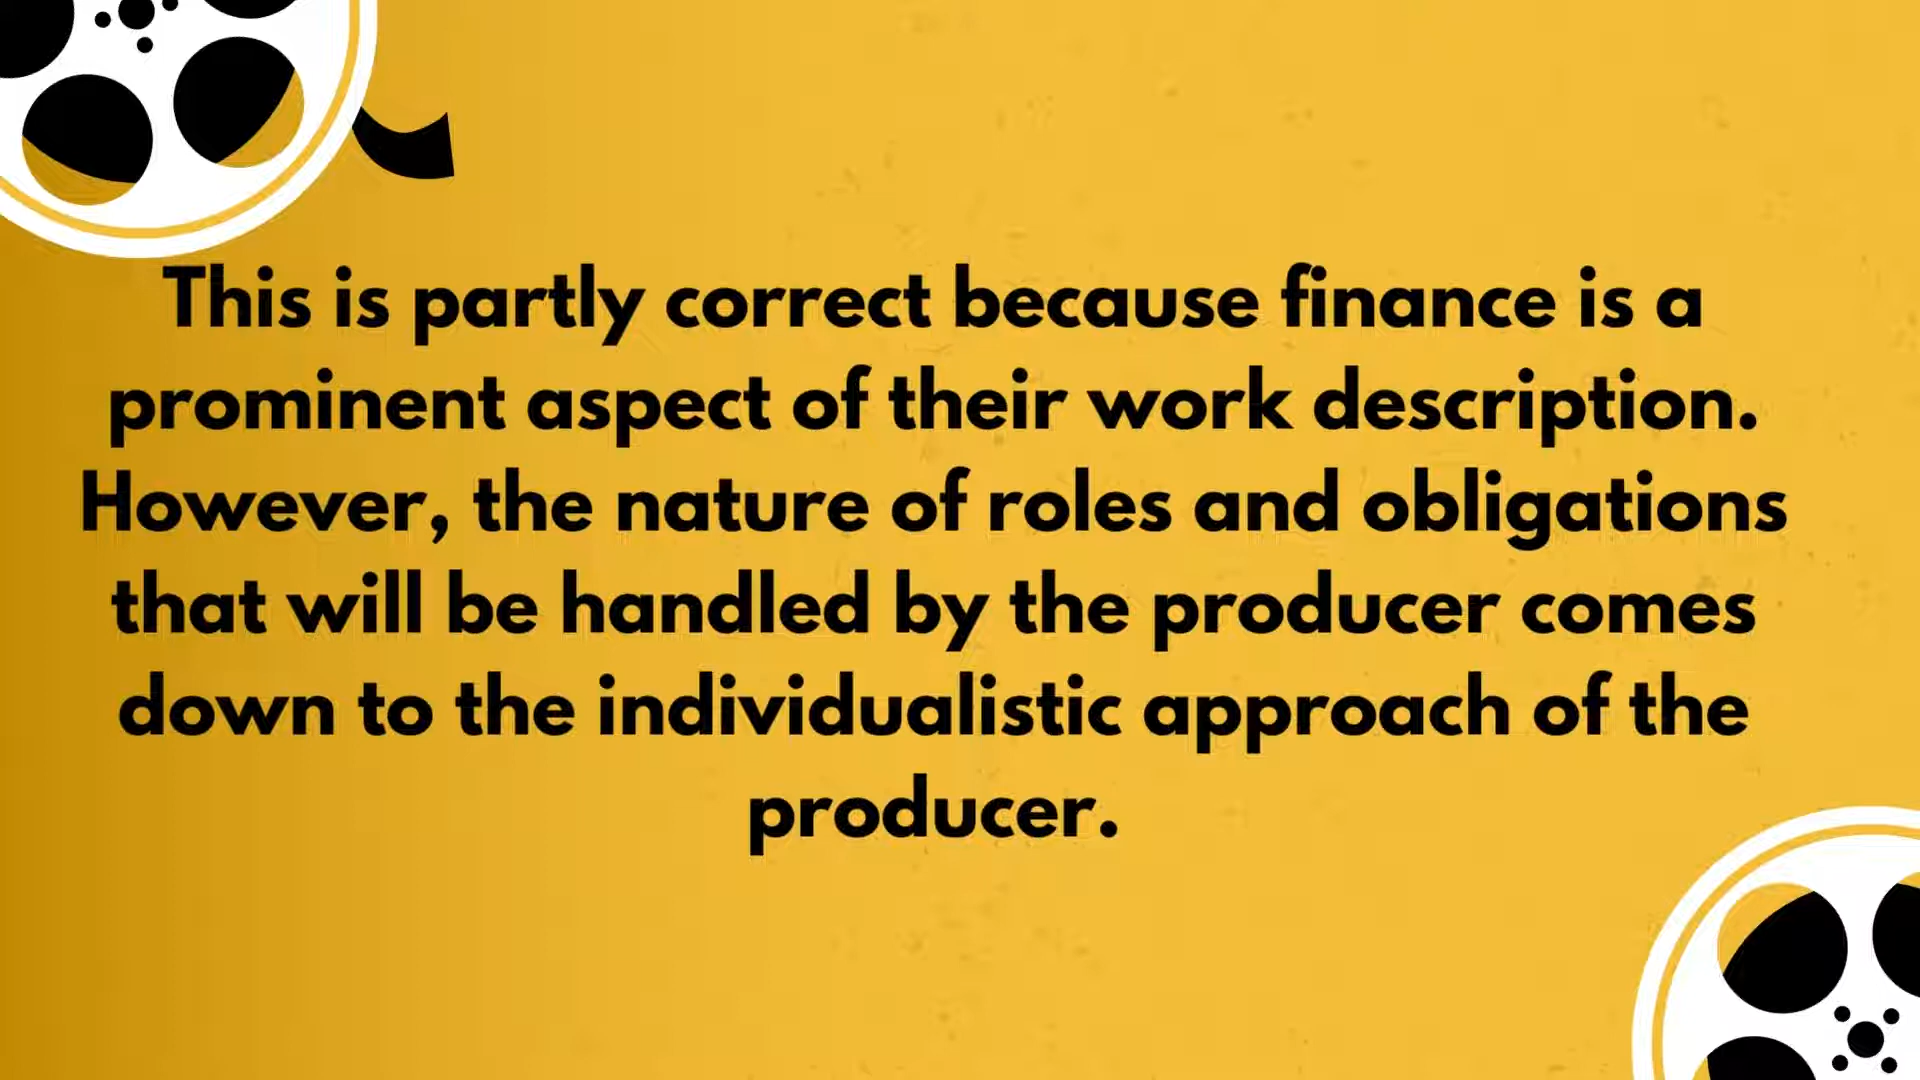 This is partly correct because finance is a
prominent aspect of their work description.
However, the nature of roles and obligations
that will be handled by the producer comes
down to the individualistic approach of the
producer.